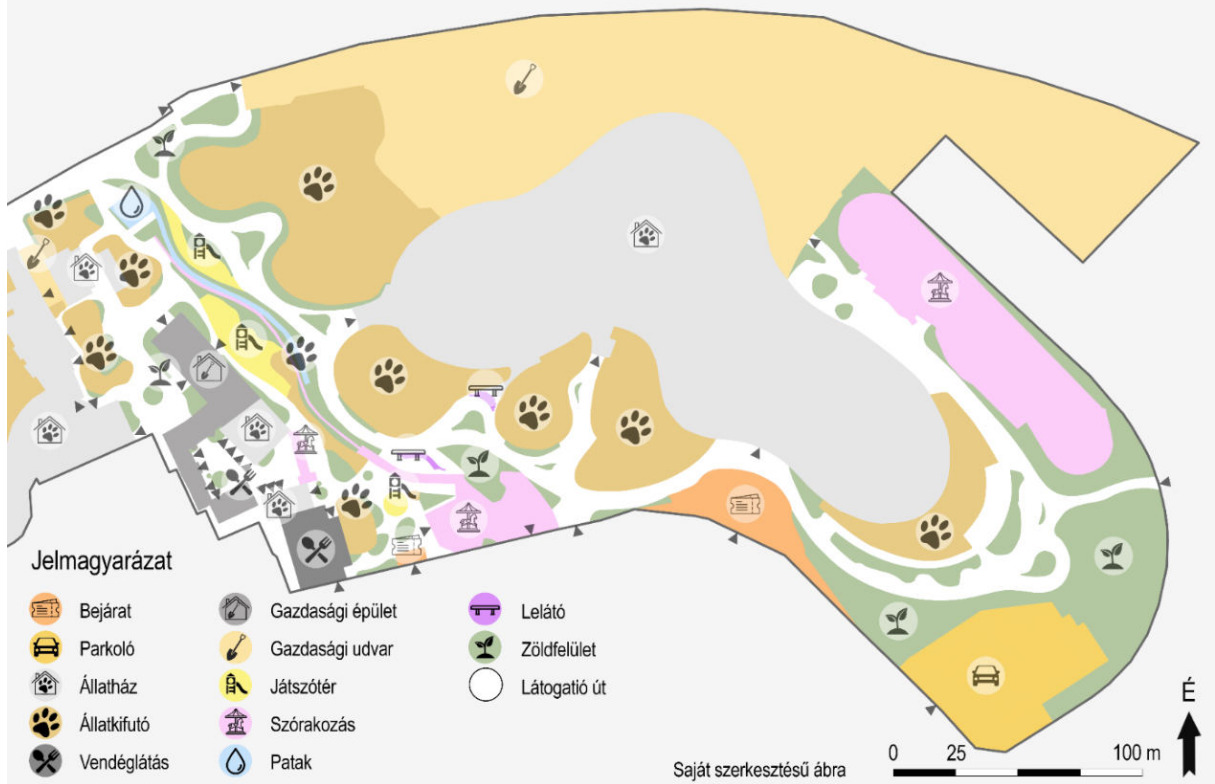 Jelmagyarázat
Bejárat
Parkoló
Állatház
Állatkifutó
Vendéglátás
Gazdasági épület
Gazdasági udvar
Játszótér
Szórakozás
Patak
Lelátó
Zöldfelület
Látogatió út
Saját szerkesztésű ábra
0 25 100 m
É